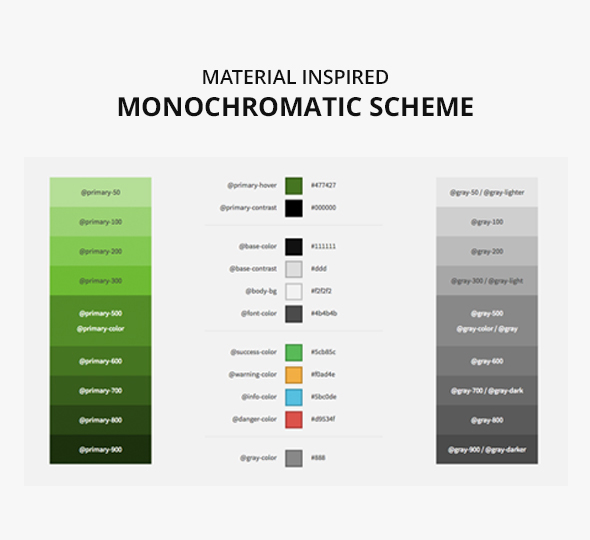 MATERIAL INSPIRED
MONOCHROMATIC SCHEME
@primary-50
@primary-100
@primary-200
@primary-300
@primary-500
@primary-color
@primary-600
@primary-700
@primary-800
@primary-900
@primary-hover #477427
@primary-contrast #000000
@base-color #111111
@base-contrast #ddd
@body-bg #f2f2f2
@font-color #4b4b4b
@success-color #5cb85c
@warning-color #f0ad4e
@info-color #5bc0de
@danger-color #d9534f
@gray-color #888
@gray-50 / @gray-lighter
@gray-100
@gray-200
@gray-300 / @gray-light
@gray-500
@gray-color / @gray
@gray-600
@gray-700 / @gray-dark
@gray-800
@gray-900 / @gray-darker